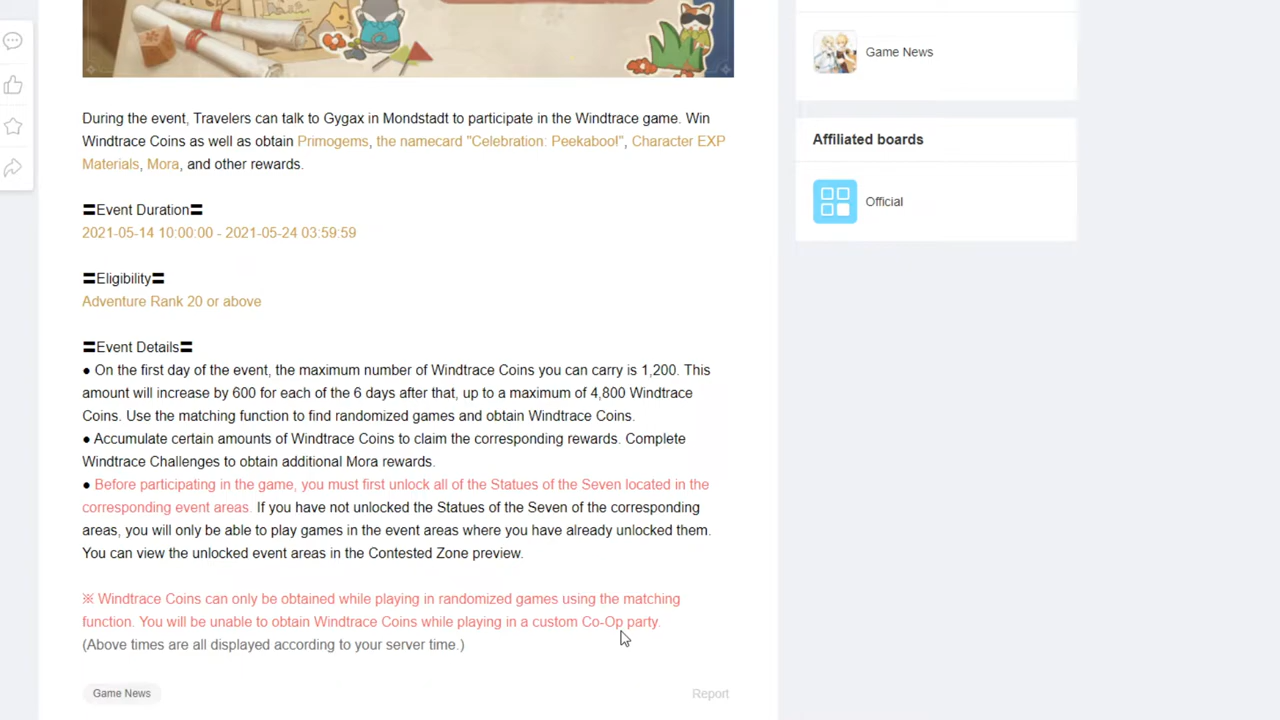 During the event, Travelers can talk to Gygax in Mondstadt to participate in the Windtrace game. Win
Windtrace Coins as well as obtain Primogems, the namecard "Celebration: Peekaboo!", Character EXP
Materials, Mora, and other rewards.
〓Event Duration〓
2021-05-14 10:00:00 - 2021-05-24 03:59:59
〓Eligibility〓
Adventure Rank 20 or above
〓Event Details〓
● On the first day of the event, the maximum number of Windtrace Coins you can carry is 1,200. This
amount will increase by 600 for each of the 6 days after that, up to a maximum of 4,800 Windtrace
Coins. Use the matching function to find randomized games and obtain Windtrace Coins.
● Accumulate certain amounts of Windtrace Coins to claim the corresponding rewards. Complete
Windtrace Challenges to obtain additional Mora rewards.
● Before participating in the game, you must first unlock all of the Statues of the Seven located in the
corresponding event areas. If you have not unlocked the Statues of the Seven of the corresponding
areas, you will only be able to play games in the event areas where you have already unlocked them.
You can view the unlocked event areas in the Contested Zone preview.
※ Windtrace Coins can only be obtained while playing in randomized games using the matching
function. You will be unable to obtain Windtrace Coins while playing in a custom Co-Op party.
(Above times are all displayed according to your server time.)
Game News
Report
Game News
Affiliated boards
Official